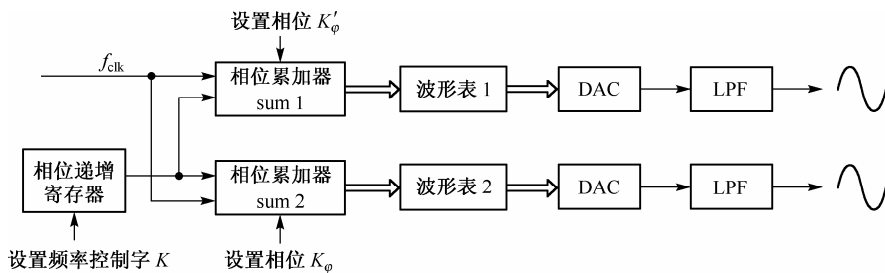 设置相位 K′φ
fclk
相位累加器
sum 1
波形表 1
DAC
LPF
相位递增
寄存器
相位累加器
sum 2
波形表 2
DAC
LPF
设置频率控制字 K
设置相位 Kφ